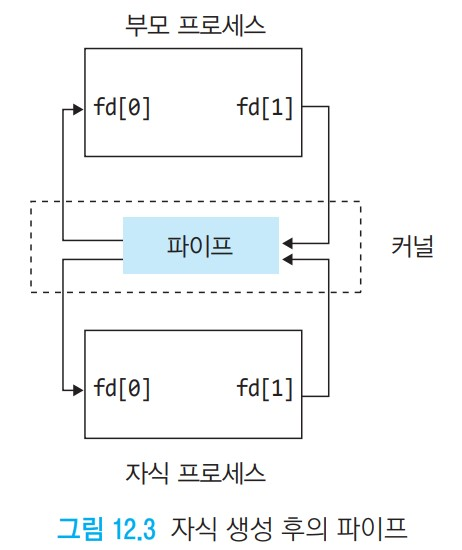 부모 프로세스
fd[0] fd[1]
파이프
커널
fd[0] fd[1]
자식 프로세스
그림 12.3 자식 생성 후의 파이프